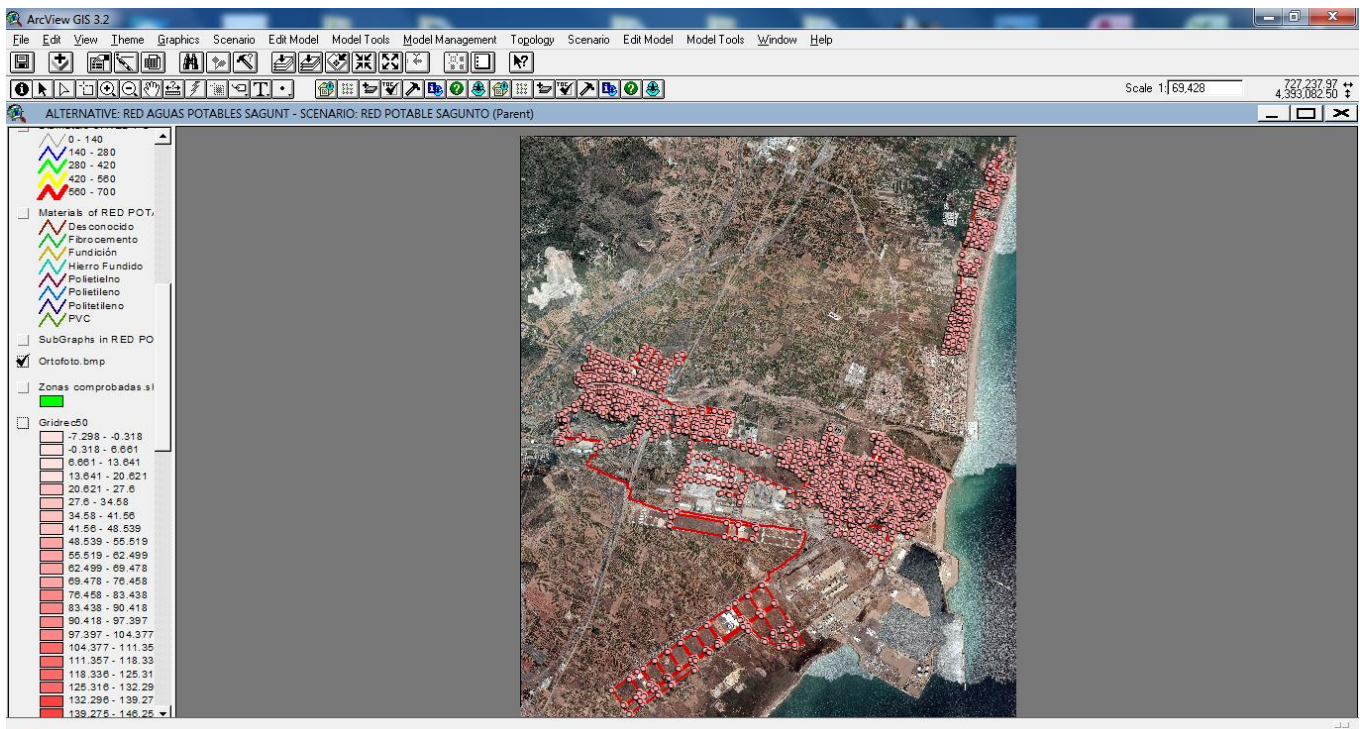 ArcView GIS 3.2
File Edit View Theme Graphics Scenario Edit Model Model Tools Model Management Topology Scenario Edit Model Model Tools Window Help
Scale 1: 69,428
727,237.97
4,393,082.50
ALTERNATIVE: RED AGUAS POTABLES SAGUNT - SCENARIO: RED POTABLE SAGUNTO (Parent)
0 - 140
140 - 280
280 - 420
420 - 560
560 - 700
Materials of RED POT
Desconocido
Fibrocemento
Fundición
Hierro Fundido
Polietielno
Polietileno
Politetileno
PVC
SubGraphs in RED PO
Ortofoto.bmp
Zonas comprobadas.sl
Gridrec50
-7.298 - -0.318
-0.318 - 6.661
6.661 - 13.641
13.641 - 20.621
20.621 - 27.6
27.6 - 34.58
34.58 - 41.56
41.56 - 48.539
48.539 - 55.519
55.519 - 62.499
62.499 - 69.478
69.478 - 76.458
76.458 - 83.438
83.438 - 90.418
90.418 - 97.397
97.397 - 104.377
104.377 - 111.35
111.357 - 118.33
118.336 - 125.31
125.316 - 132.29
132.296 - 139.27
139.275 - 146.25